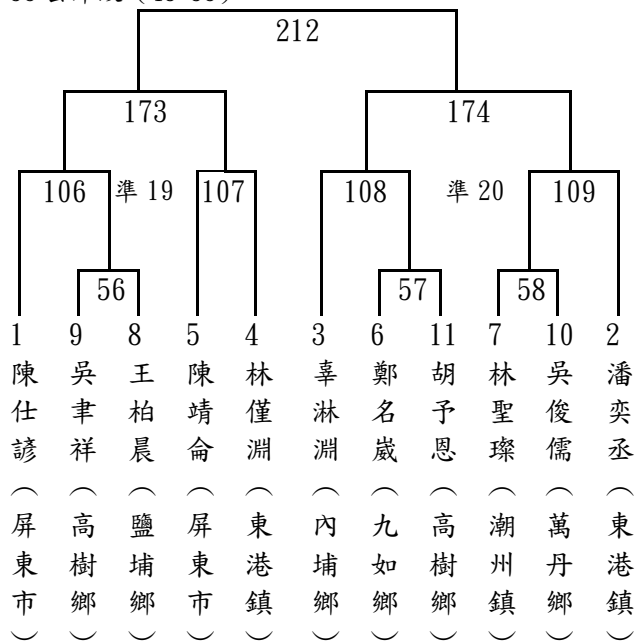 212
173 174
106 準 19 107 108 準 20 109
56 57 58
1 9 8 5 4 3 6 11 7 10 2
陳仕諺（屏東市）
吳聿祥（高樹鄉）
王柏晨（鹽埔鄉）
陳靖侖（屏東市）
林僅淵（東港鎮）
辜淋淵（內埔鄉）
鄭名崴（九如鄉）
胡予恩（高樹鄉）
林聖璨（潮州鎮）
吳俊儒（萬丹鄉）
潘奕丞（東港鎮）